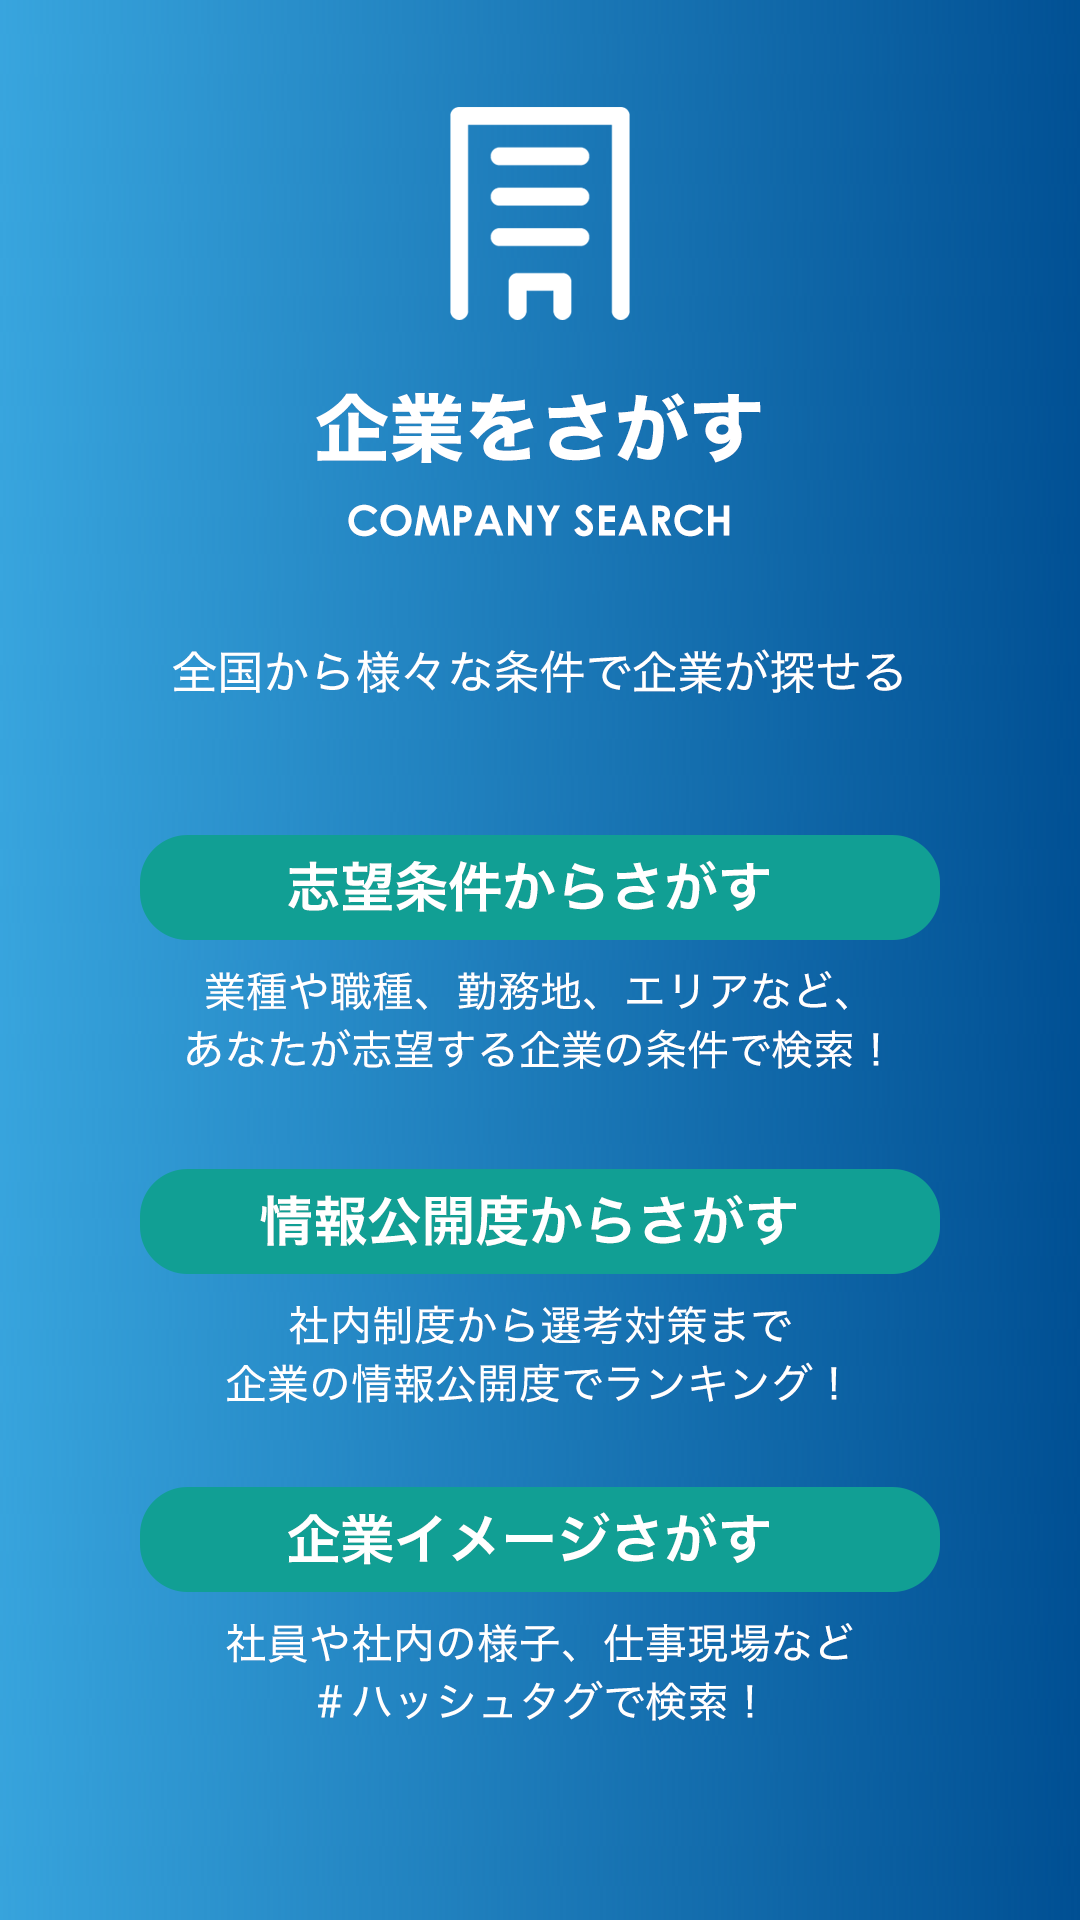 企業をさがす
COMPANY SEARCH
全国から様々な条件で企業が探せる
志望条件からさがす
業種や職種、勤務地、エリアなど、
あなたが志望する企業の条件で検索！
情報公開度からさがす
社内制度から選考対策まで
企業の情報公開度でランキング！
企業イメージさがす
社員や社内の様子、仕事現場など
＃ハッシュタグで検索！